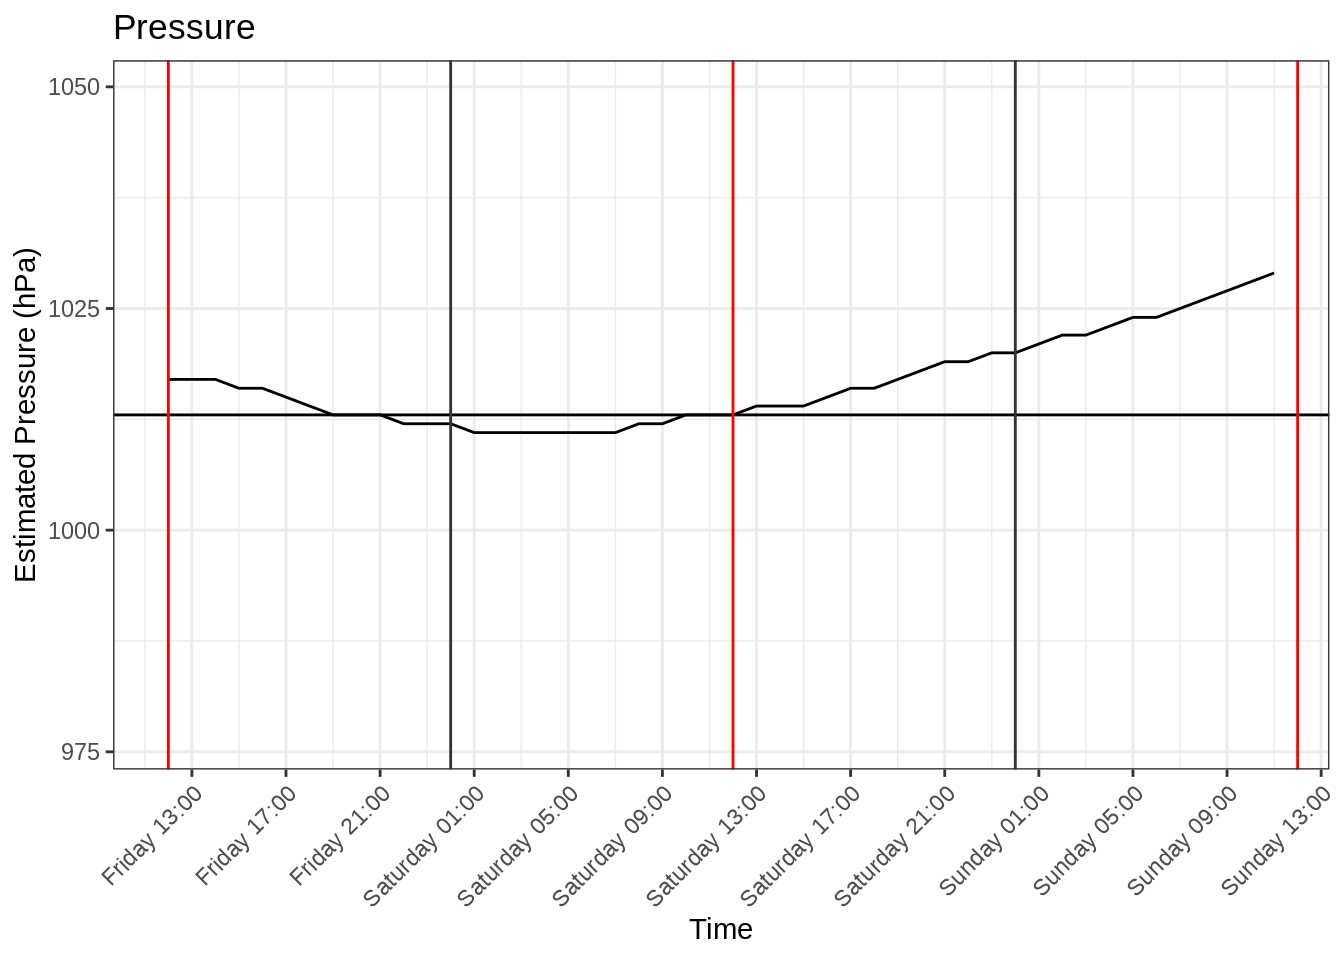 Pressure
Estimated Pressure (hPa)
1050
1025
1000
975
Friday 13:00
Friday 17:00
Friday 21:00
Saturday 01:00
Saturday 05:00
Saturday 09:00
Saturday 13:00
Saturday 17:00
Saturday 21:00
Sunday 01:00
Sunday 05:00
Sunday 09:00
Sunday 13:00
Time